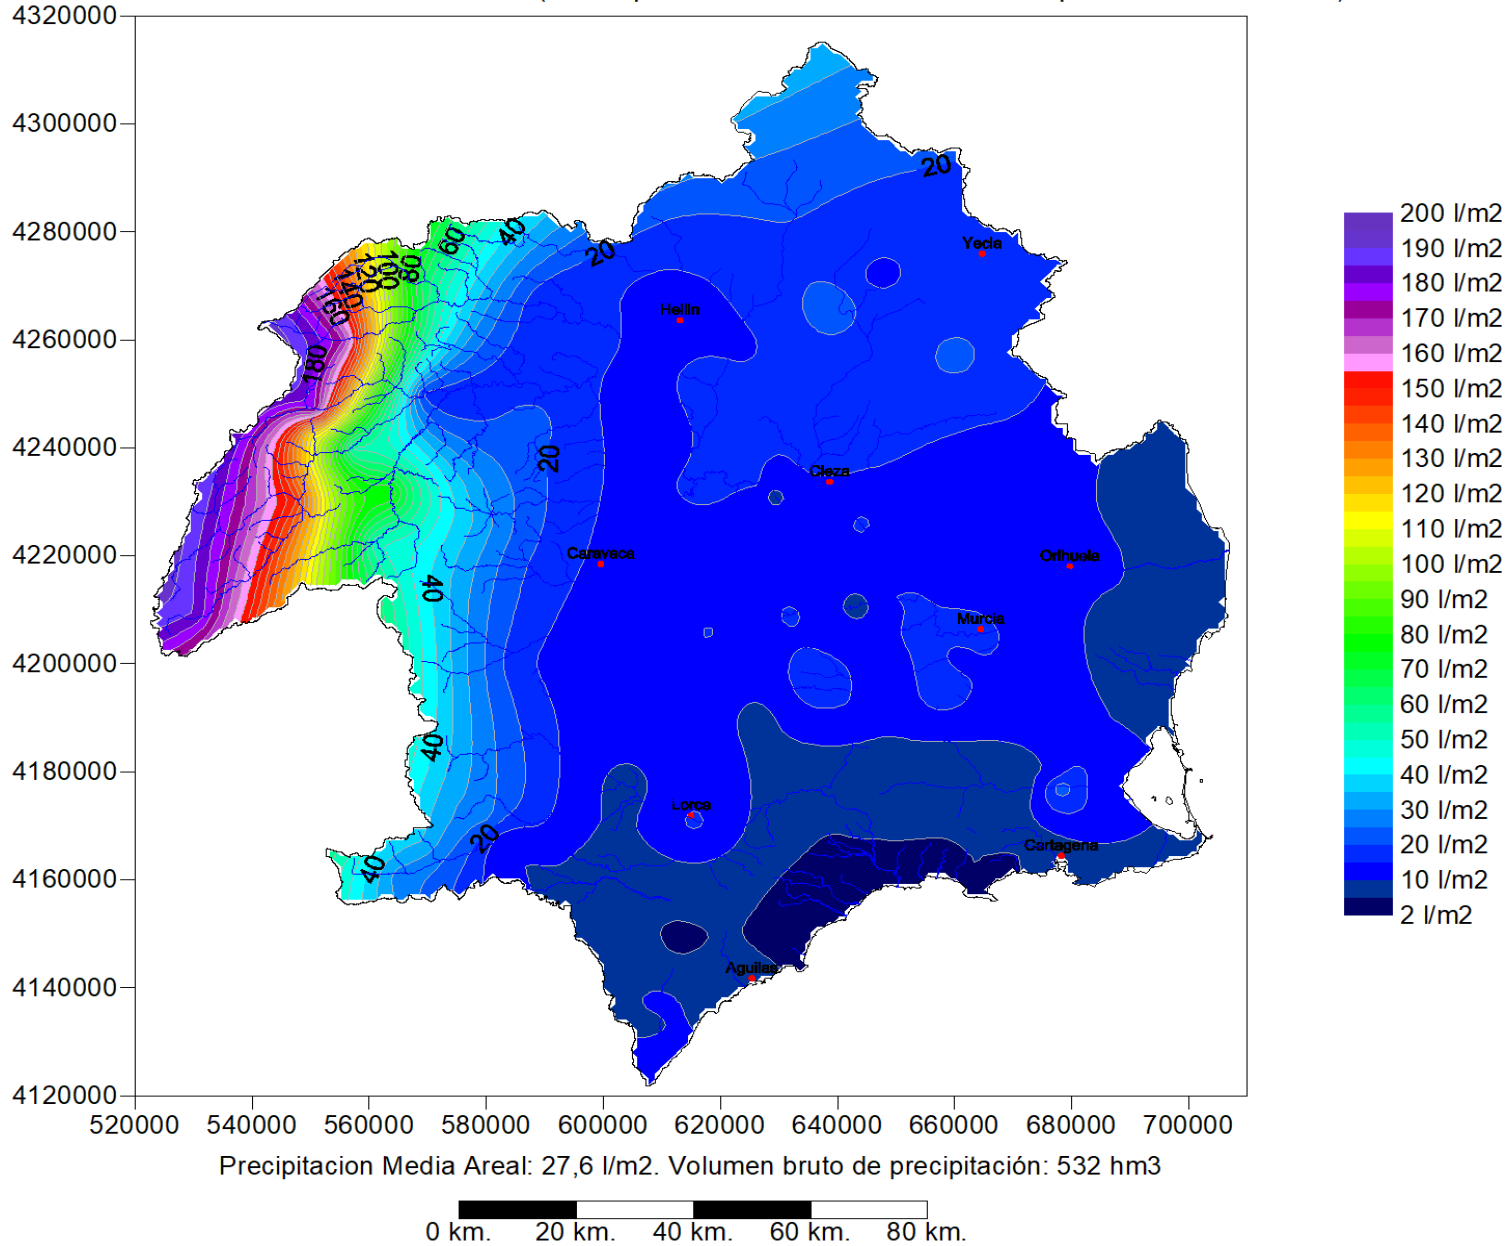 4320000
4300000
4280000
4260000
4240000
4220000
4200000
4180000
4160000
4140000
4120000
520000 540000 560000 580000 600000 620000 640000 660000 680000 700000
20
40
60
80
100
120
140
160
180
20
20
40
40
20
40
Yecla
Hellin
Cieza
Caravaca
Orihuela
Murcia
Lorca
Cartagena
Aguilas
200 l/m2
190 l/m2
180 l/m2
170 l/m2
160 l/m2
150 l/m2
140 l/m2
130 l/m2
120 l/m2
110 l/m2
100 l/m2
90 l/m2
80 l/m2
70 l/m2
60 l/m2
50 l/m2
40 l/m2
30 l/m2
20 l/m2
10 l/m2
2 l/m2
Precipitacion Media Areal: 27,6 l/m2. Volumen bruto de precipitación: 532 hm3
0 km. 20 km. 40 km. 60 km. 80 km.